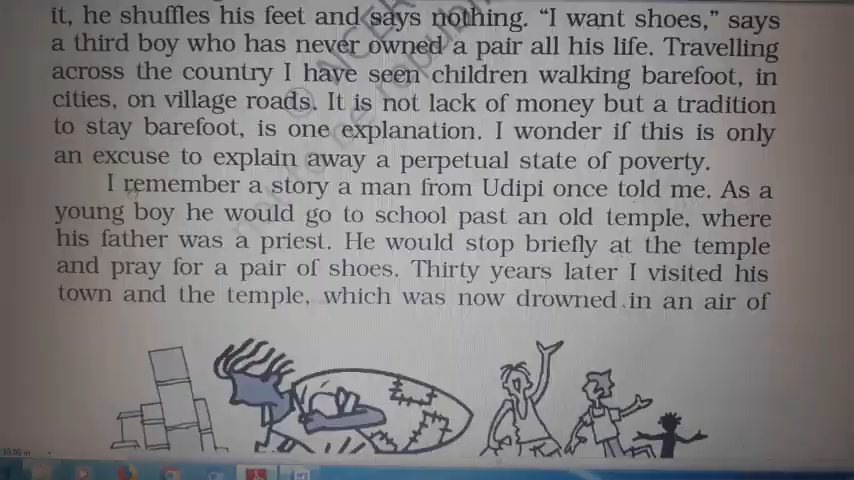 it, he shuffles his feet and says nothing. “I want shoes,” says
a third boy who has never owned a pair all his life. Travelling
across the country I have seen children walking barefoot, in
cities, on village roads. It is not lack of money but a tradition
to stay barefoot, is one explanation. I wonder if this is only
an excuse to explain away a perpetual state of poverty.
I remember a story a man from Udipi once told me. As a
young boy he would go to school past an old temple, where
his father was a priest. He would stop briefly at the temple
and pray for a pair of shoes. Thirty years later I visited his
town and the temple, which was now drowned in an air of
© NCERT
not to be republi